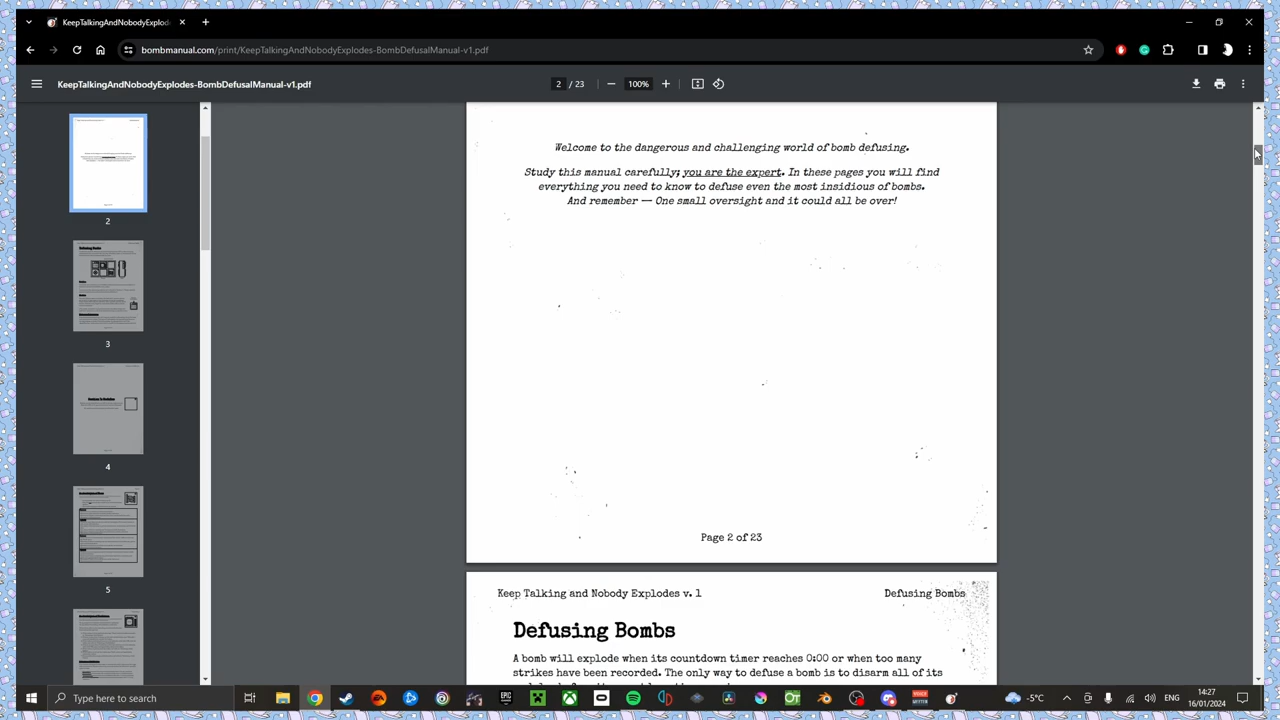 KeepTalkingAndNobodyExplod
bombmanual.com/print/KeepTalkingAndNobodyExplodes-BombDefusalManual-v1.pdf
KeepTalkingAndNobodyExplodes-BombDefusalManual-v1.pdf
2 / 23
100%
Welcome to the dangerous and challenging world of bomb defusing.
Study this manual carefully; you are the expert. In these pages you will find
everything you need to know to defuse even the most insidious of bombs.
And remember — One small oversight and it could all be over!
Page 2 of 23
Keep Talking and Nobody Explodes v. 1
Defusing Bombs
Defusing Bombs
A bomb will explode when its countdown timer reaches 0:00 or when too many
strikes have been recorded. The only way to defuse a bomb is to disarm all of its
2
3
4
5
Type here to search
EPIC
-5°C
ENG
14:27
16/01/2024